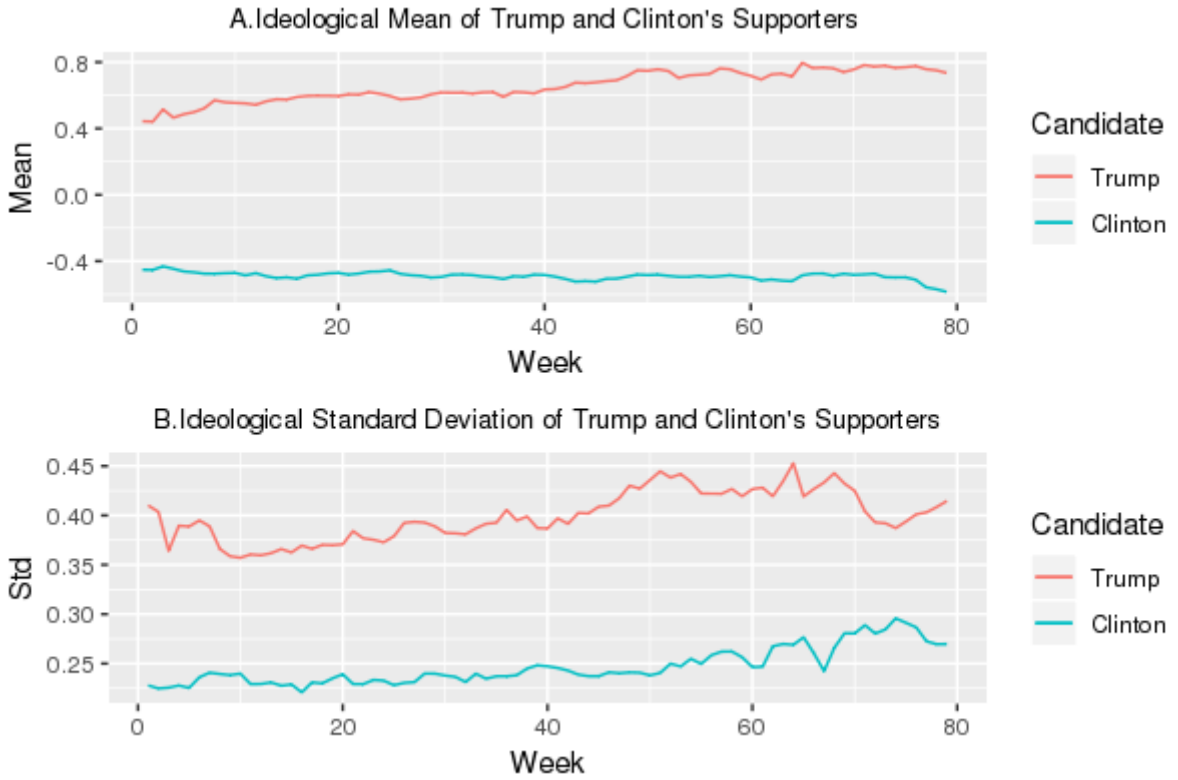 A.Ideological Mean of Trump and Clinton's Supporters
0.8
0.4
0.0
-0.4
Mean
0 20 40 60 80
Week
Candidate
Trump
Clinton
B.Ideological Standard Deviation of Trump and Clinton's Supporters
0.45
0.40
0.35
0.30
0.25
Std
0 20 40 60 80
Week
Candidate
Trump
Clinton